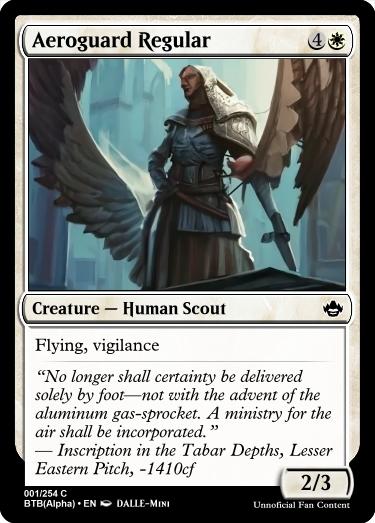 Aeroguard Regular 4
Creature — Human Scout
Flying, vigilance
“No longer shall certainty be delivered
solely by foot—not with the advent of the
aluminum gas-sprocket. A ministry for the
air shall be incorporated.”
— Inscription in the Tabar Depths, Lesser
Eastern Pitch, -1410cf
2/3
001/254 C
BTB(Alpha) • EN DALLE-Mini
Unnoficial Fan Content